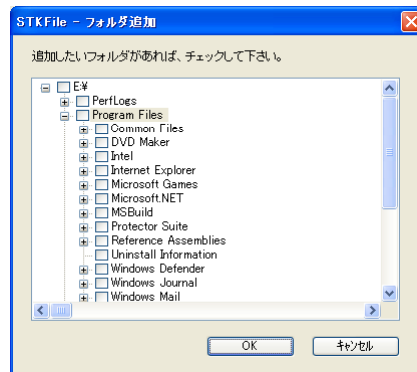 STKFile - フォルダ追加
追加したいフォルダがあれば、チェックして下さい。
E:¥
PerfLogs
Program Files
Common Files
DVD Maker
Intel
Internet Explorer
Microsoft Games
Microsoft.NET
MSBuild
Protector Suite
Reference Assemblies
Uninstall Information
Windows Defender
Windows Journal
Windows Mail
OK
キャンセル